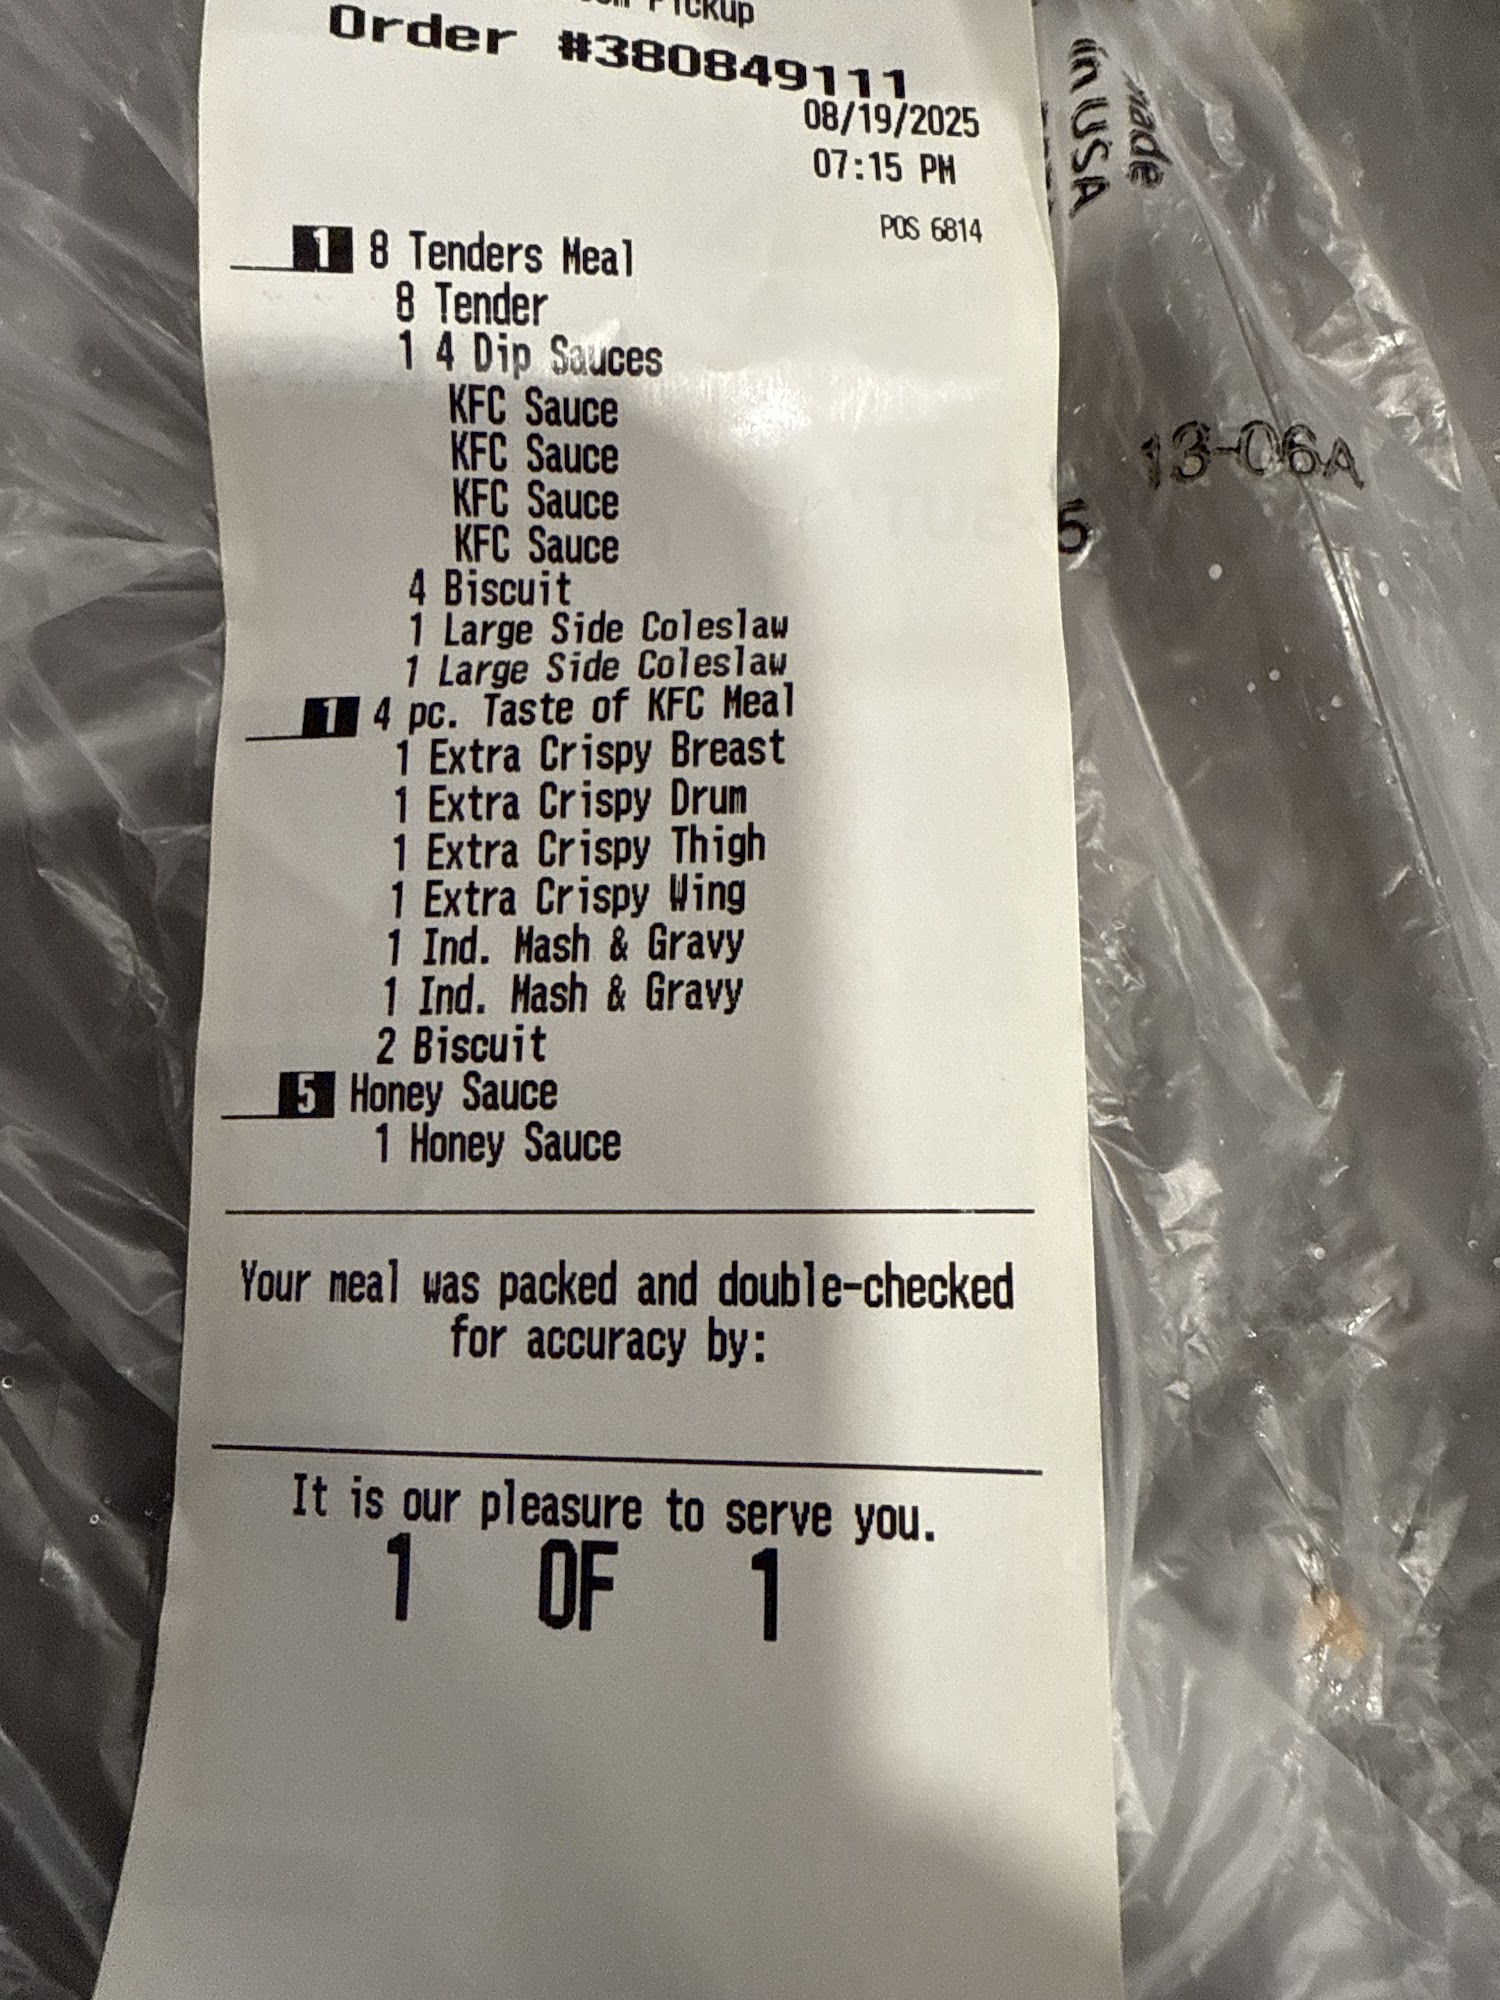 Pickup
Order #380849111
08/19/2025
07:15 PM
POS 6814
1 8 Tenders Meal
8 Tender
1 4 Dip Sauces
KFC Sauce
KFC Sauce
KFC Sauce
KFC Sauce
4 Biscuit
1 Large Side Coleslaw
1 Large Side Coleslaw
1 4 pc. Taste of KFC Meal
1 Extra Crispy Breast
1 Extra Crispy Drum
1 Extra Crispy Thigh
1 Extra Crispy Wing
1 Ind. Mash & Gravy
1 Ind. Mash & Gravy
2 Biscuit
5 Honey Sauce
1 Honey Sauce
Your meal was packed and double-checked
for accuracy by:
It is our pleasure to serve you.
1 OF 1
made
in USA
13-06A
5